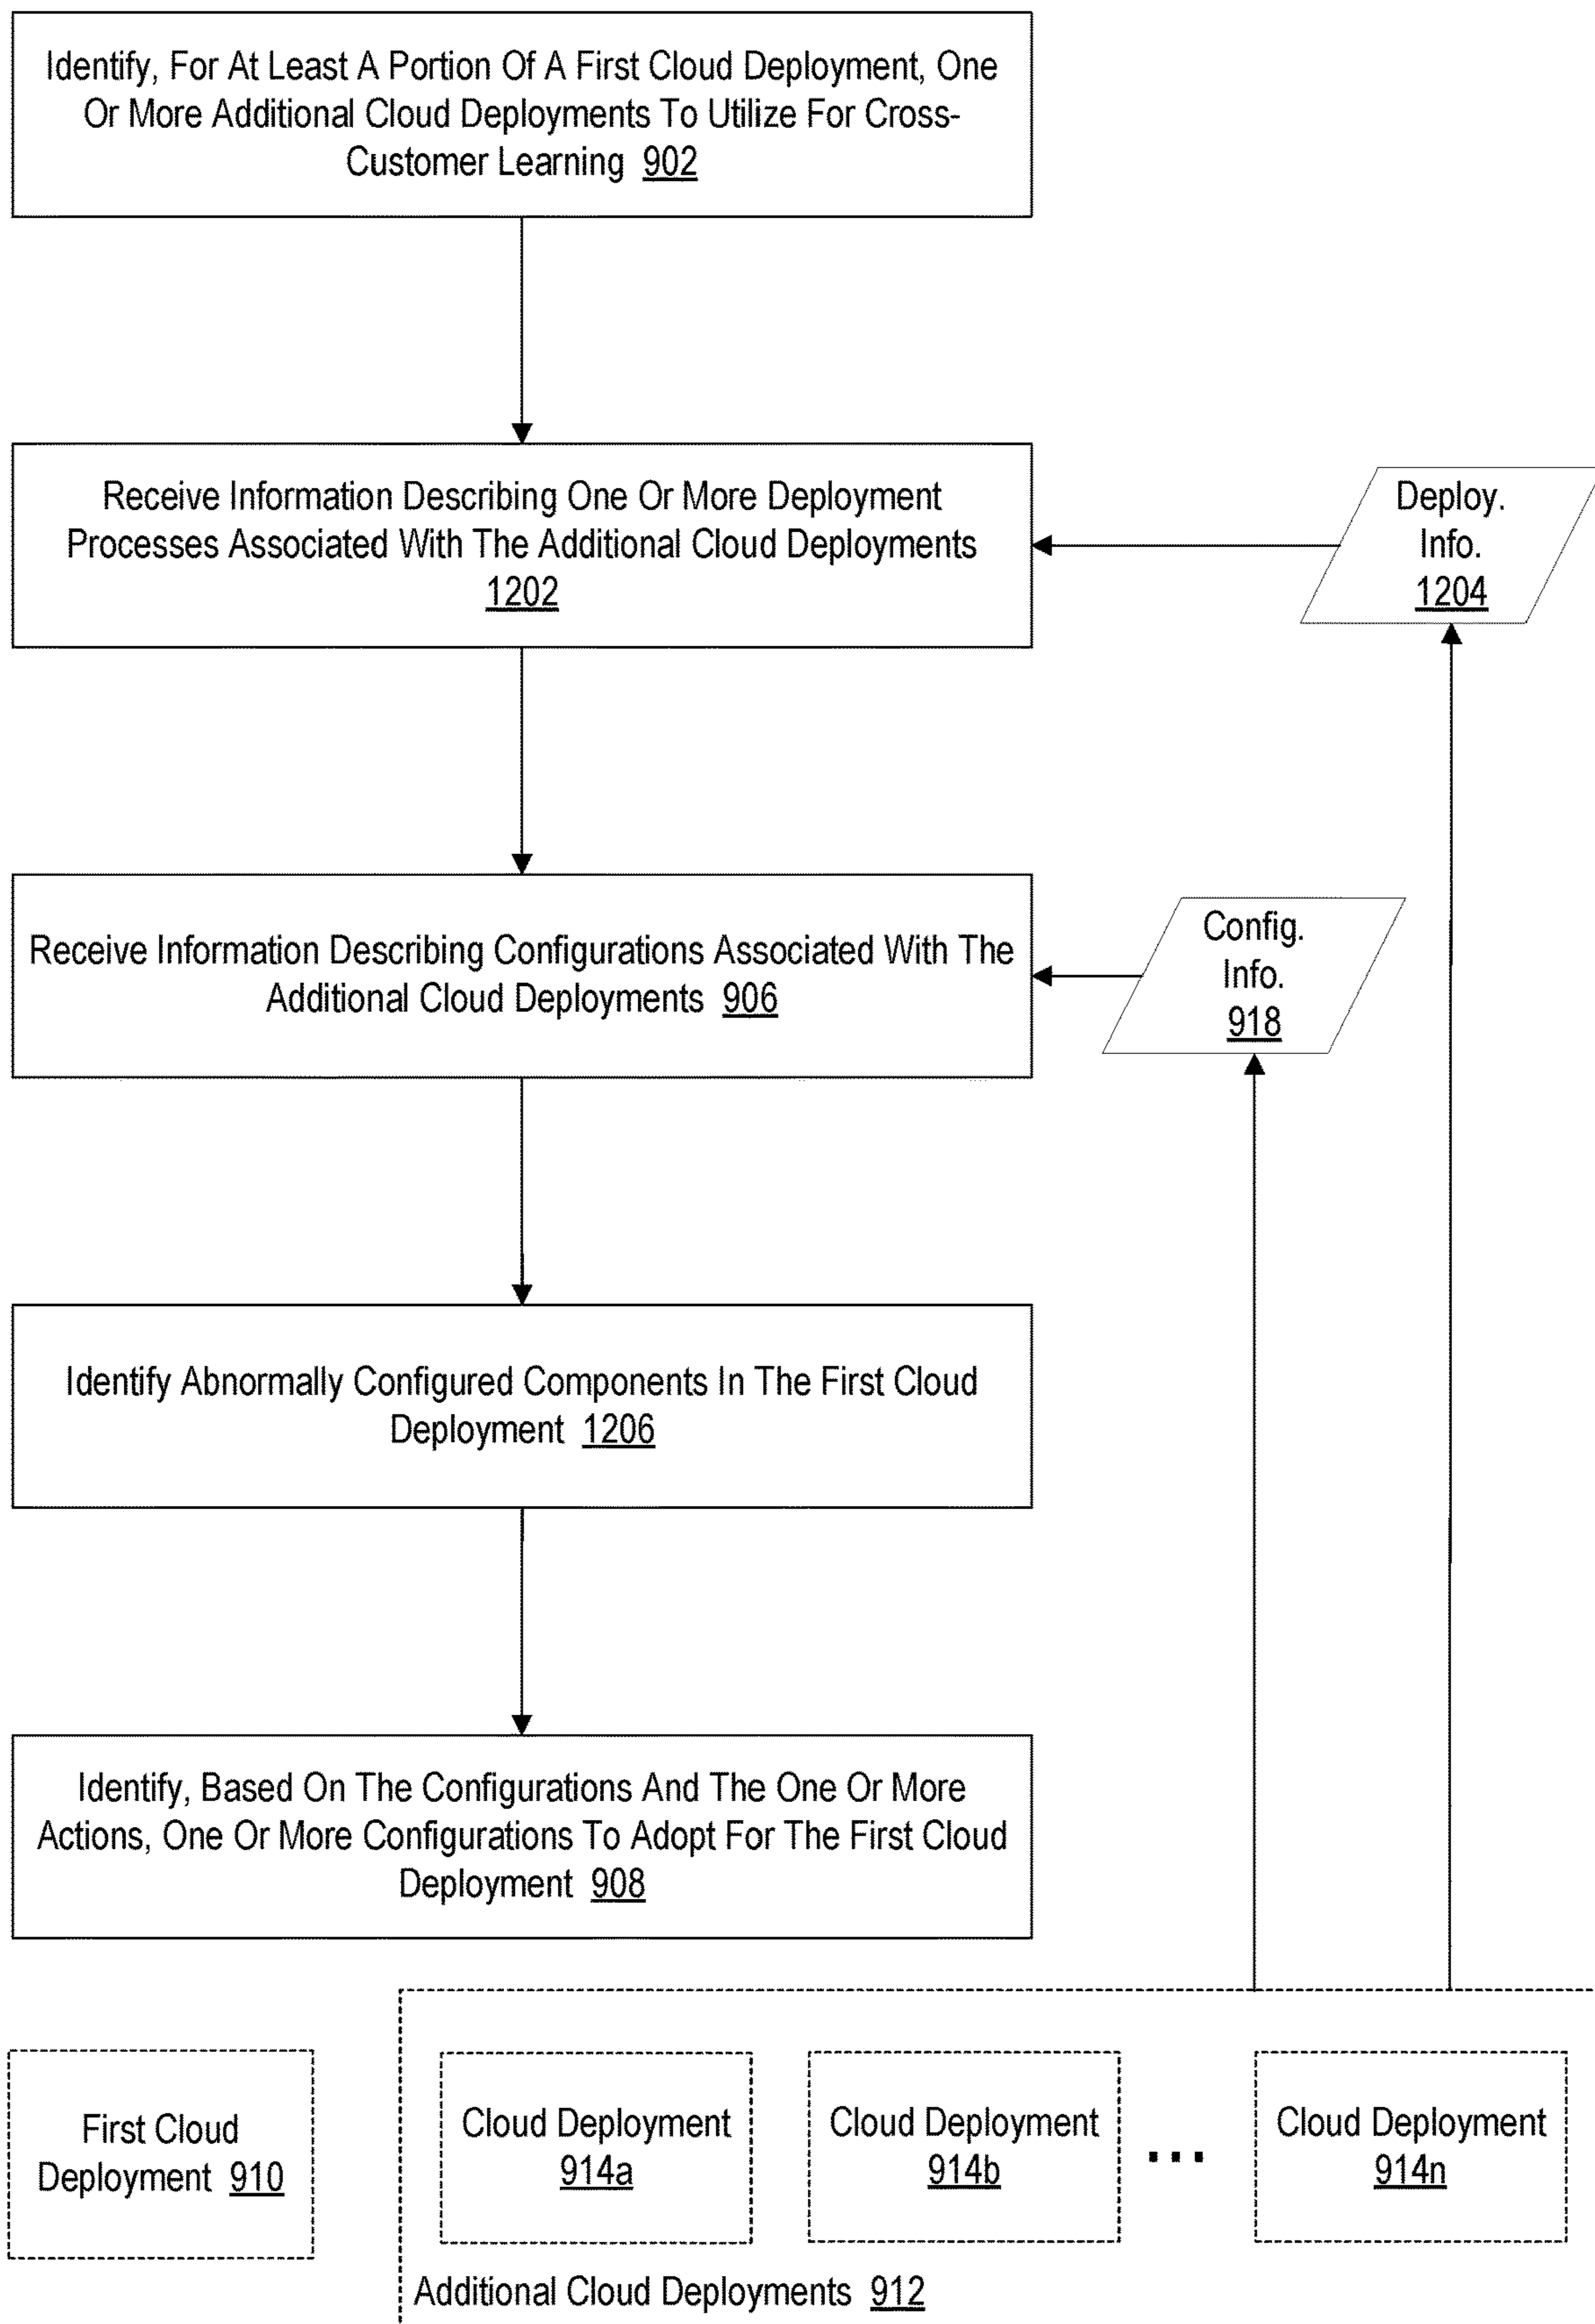 Identify, For At Least A Portion Of A First Cloud Deployment, One
Or More Additional Cloud Deployments To Utilize For Cross-
Customer Learning 902
Receive Information Describing One Or More Deployment
Processes Associated With The Additional Cloud Deployments
1202
Deploy.
Info.
1204
Receive Information Describing Configurations Associated With The
Additional Cloud Deployments 906
Config.
Info.
918
Identify Abnormally Configured Components In The First Cloud
Deployment 1206
Identify, Based On The Configurations And The One Or More
Actions, One Or More Configurations To Adopt For The First Cloud
Deployment 908
First Cloud
Deployment 910
Cloud Deployment
914a
Cloud Deployment
914b
...
Cloud Deployment
914n
Additional Cloud Deployments 912